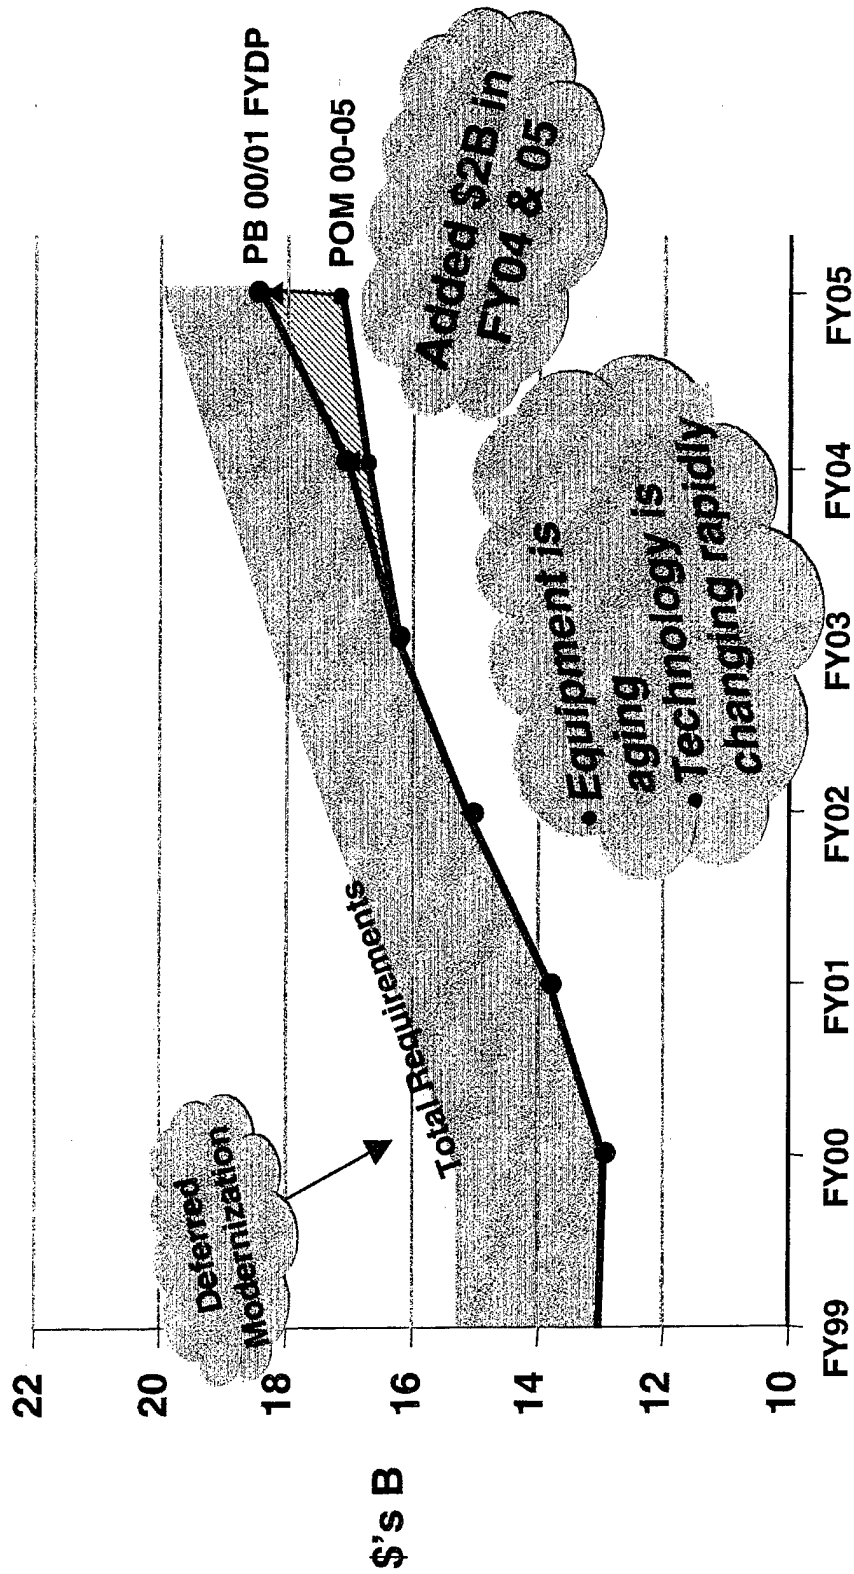 22
20
18
16
14
12
10
$'s B
FY99
FY00
FY01
FY02
FY03
FY04
FY05
Deferred
Modernization
Total Requirements
PB 00/01 FYDP
POM 00-05
Added $2B in
FY04 & 05
• Equipment is
aging
• Technology is
changing rapidly